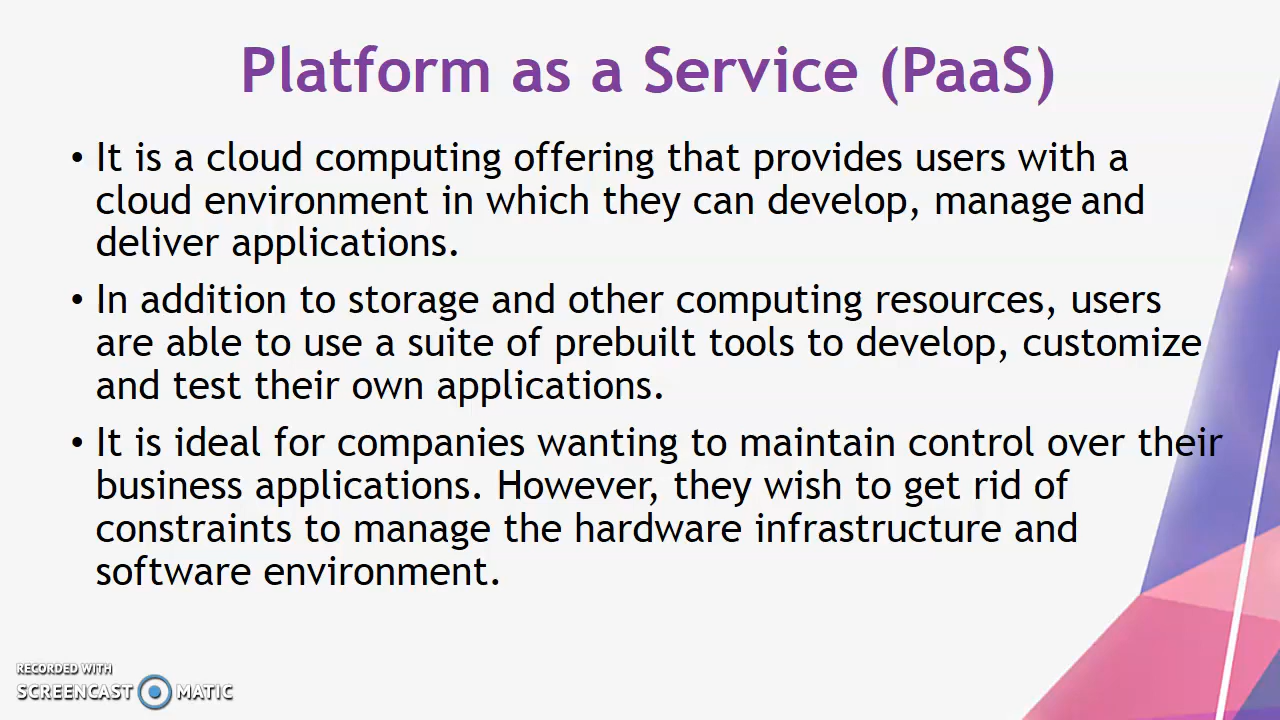 Platform as a Service (PaaS)
• It is a cloud computing offering that provides users with a
cloud environment in which they can develop, manage and
deliver applications.
• In addition to storage and other computing resources, users
are able to use a suite of prebuilt tools to develop, customize
and test their own applications.
• It is ideal for companies wanting to maintain control over their
business applications. However, they wish to get rid of
constraints to manage the hardware infrastructure and
software environment.
RECORDED WITH
SCREENCAST MATIC